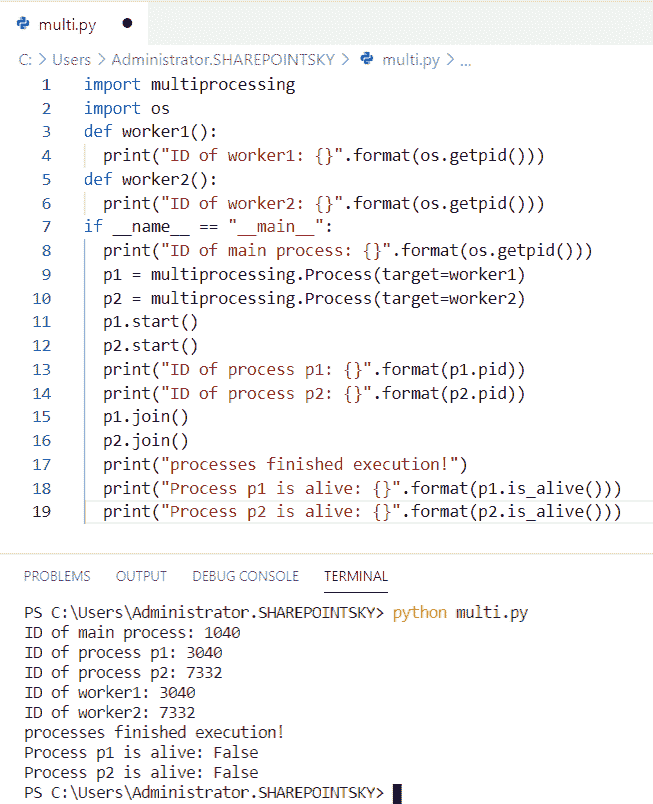 multi.py
C: > Users > Administrator.SHAREPOINTSKY > multi.py > ...
1 import multiprocessing
2 import os
3 def worker1():
4   print("ID of worker1: {}".format(os.getpid()))
5 def worker2():
6   print("ID of worker2: {}".format(os.getpid()))
7 if __name__ == "__main__":
8   print("ID of main process: {}".format(os.getpid()))
9   p1 = multiprocessing.Process(target=worker1)
10   p2 = multiprocessing.Process(target=worker2)
11   p1.start()
12   p2.start()
13   print("ID of process p1: {}".format(p1.pid))
14   print("ID of process p2: {}".format(p2.pid))
15   p1.join()
16   p2.join()
17   print("processes finished execution!")
18   print("Process p1 is alive: {}".format(p1.is_alive()))
19   print("Process p2 is alive: {}".format(p2.is_alive()))
PROBLEMS OUTPUT DEBUG CONSOLE TERMINAL
PS C:\Users\Administrator.SHAREPOINTSKY> python multi.py
ID of main process: 1040
ID of process p1: 3040
ID of process p2: 7332
ID of worker1: 3040
ID of worker2: 7332
processes finished execution!
Process p1 is alive: False
Process p2 is alive: False
PS C:\Users\Administrator.SHAREPOINTSKY>